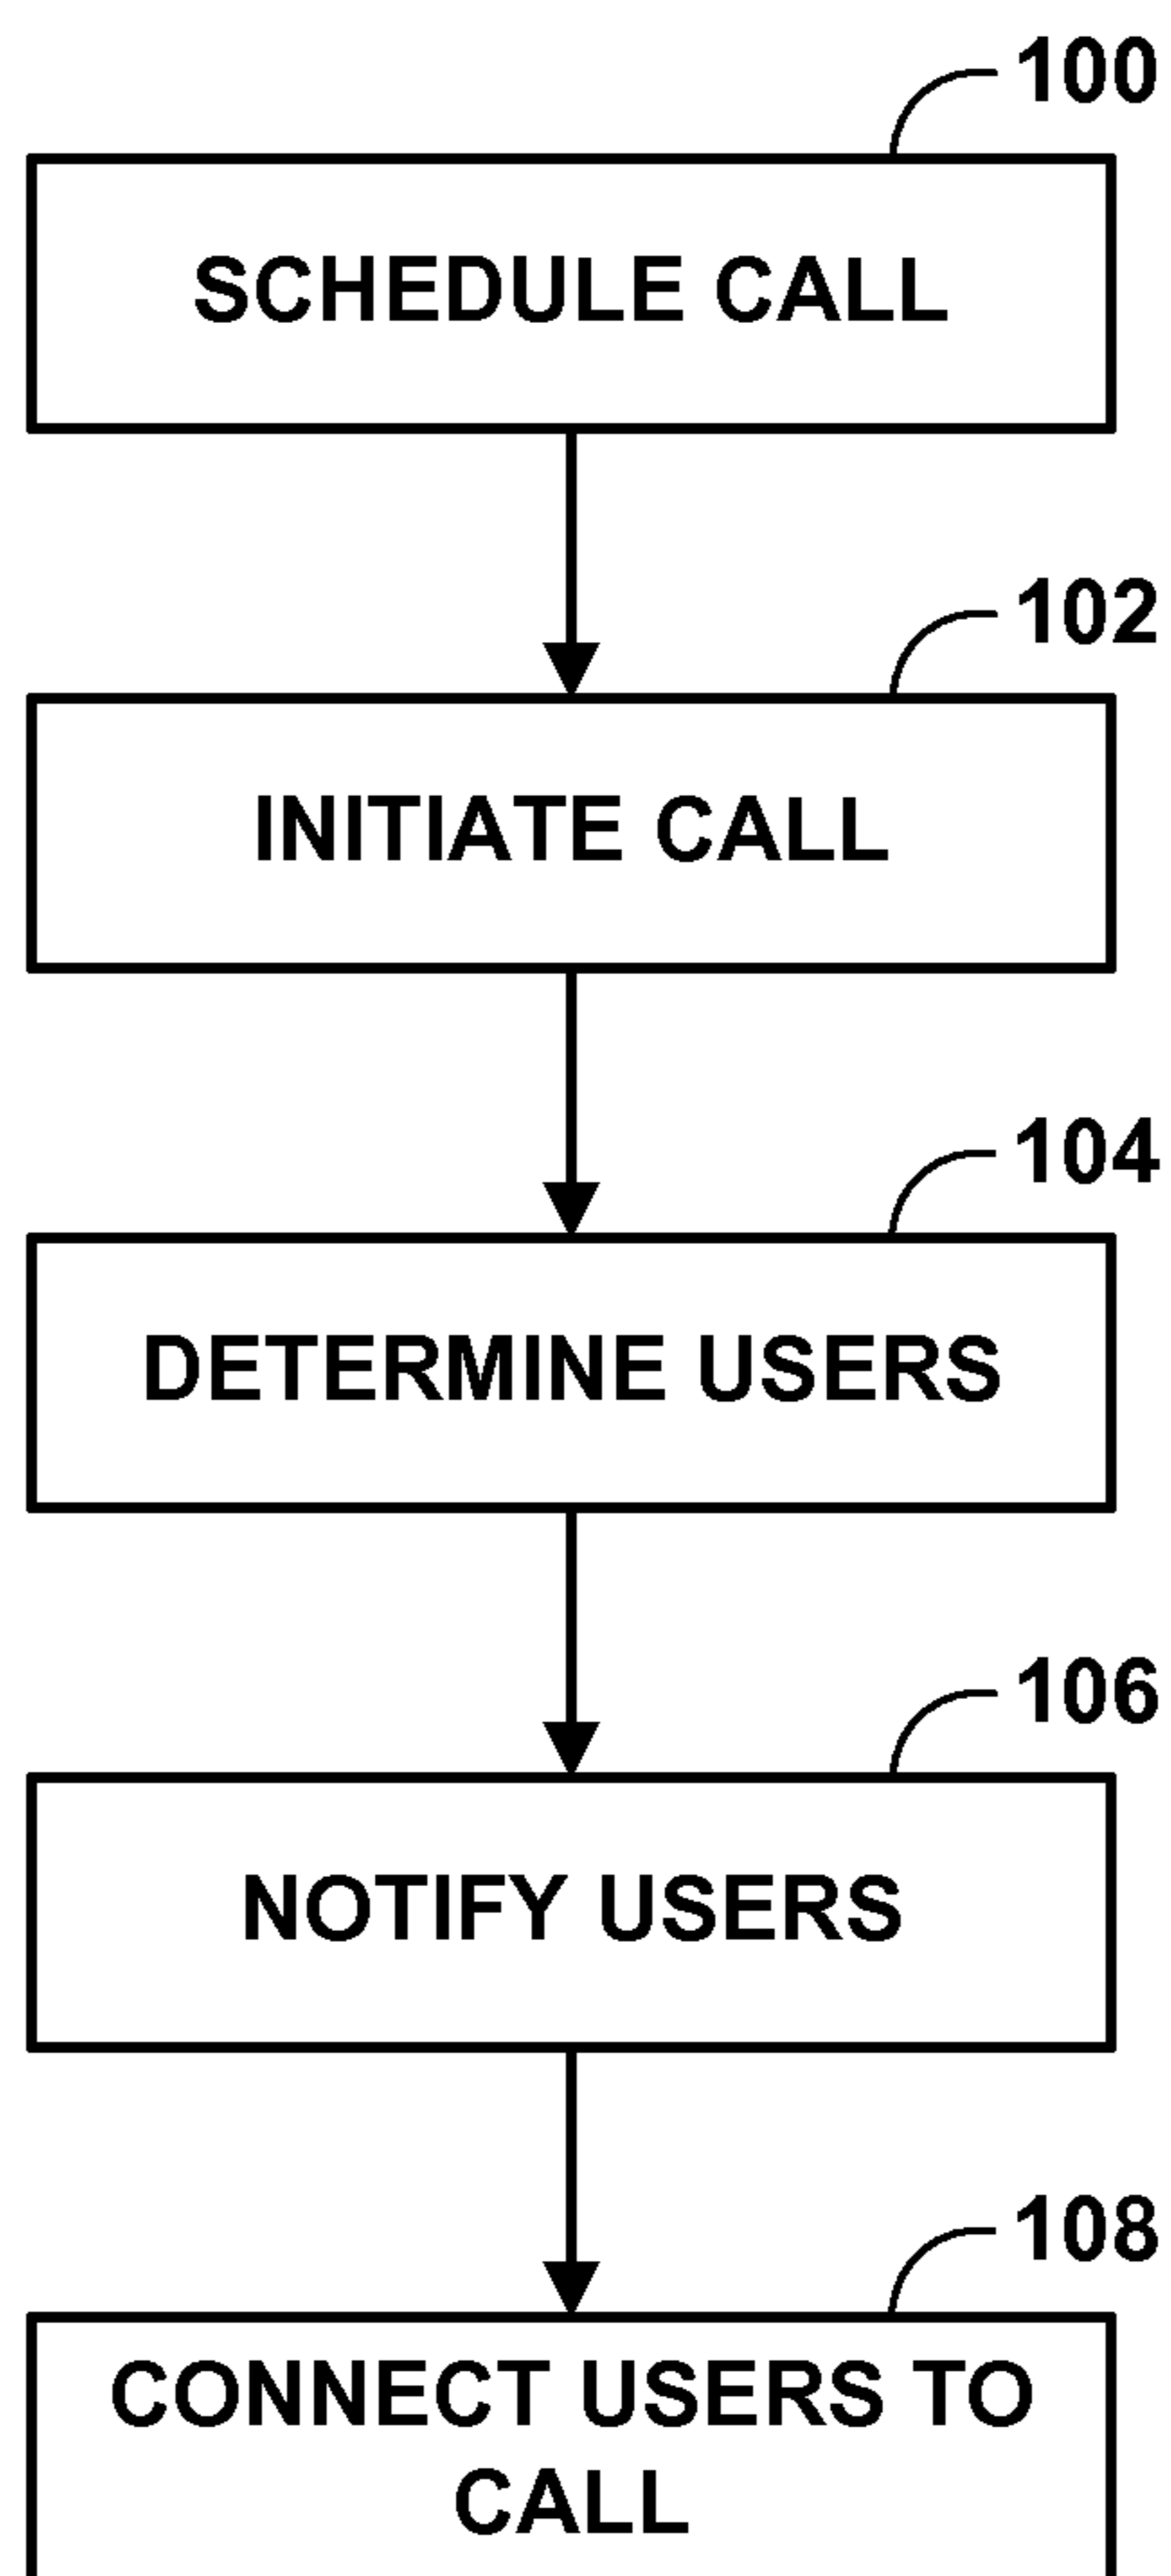 100
SCHEDULE CALL
102
INITIATE CALL
104
DETERMINE USERS
106
NOTIFY USERS
108
CONNECT USERS TO
CALL